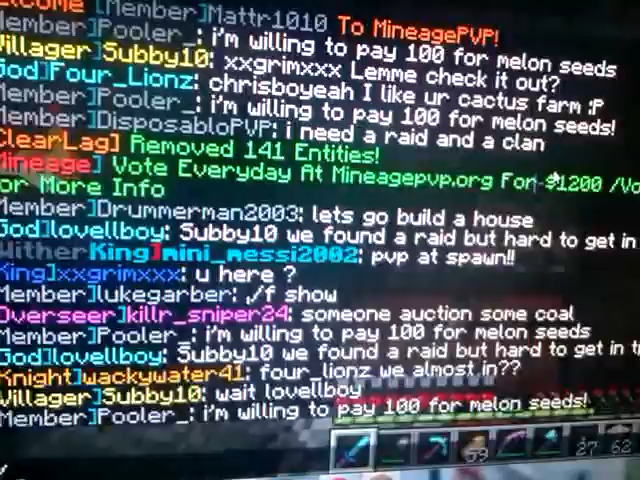 elcome [Member]Mattr1010 To MineagePVP!
Member]Pooler_: i'm willing to pay 100 for melon seeds
Villager]Subby10: xxgrimxxx Lemme check it out?
God]Four_Lionz: chrisboyeah I like ur cactus farm :P
Member]Pooler_: i'm willing to pay 100 for melon seeds!
Member]DisposabloPVP: i need a raid and a clan
ClearLag] Removed 141 Entities!
Mineage] Vote Everyday At Mineagepvp.org For $1200 /Vo
or More Info
Member]Drummerman2003: lets go build a house
God]lovellboy: Subby10 we found a raid but hard to get in
Wither King]mini_messi2002: pvp at spawn!!
King]xxgrimxxx: u here ?
Member]lukegarber: ,/f show
Overseer]killr_sniper24: someone auction some coal
Member]Pooler_: i'm willing to pay 100 for melon seeds
God]lovellboy: Subby10 we found a raid but hard to get in t
Knight]wackywater41: four_lionz we almost in??
Villager]Subby10: wait lovellboy
Member]Pooler_: i'm willing to pay 100 for melon seeds!
27 62
/